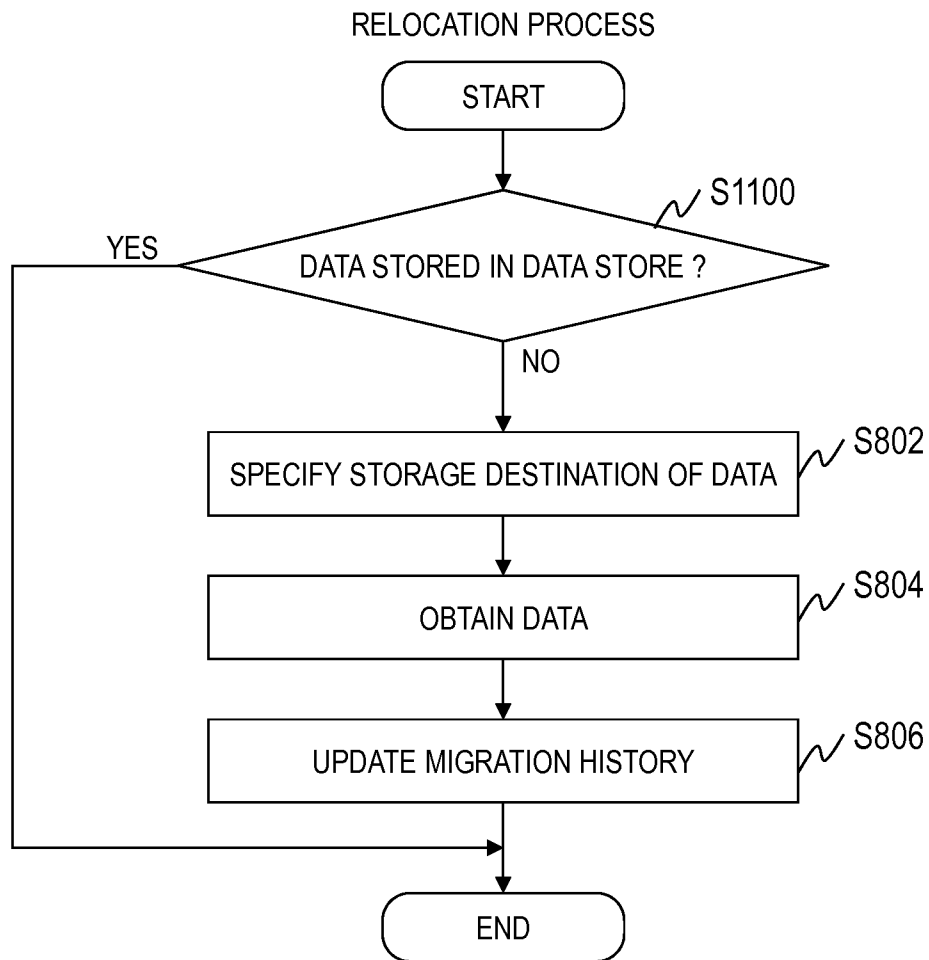 RELOCATION PROCESS
START
S1100
YES
DATA STORED IN DATA STORE ?
NO
S802
SPECIFY STORAGE DESTINATION OF DATA
S804
OBTAIN DATA
S806
UPDATE MIGRATION HISTORY
END